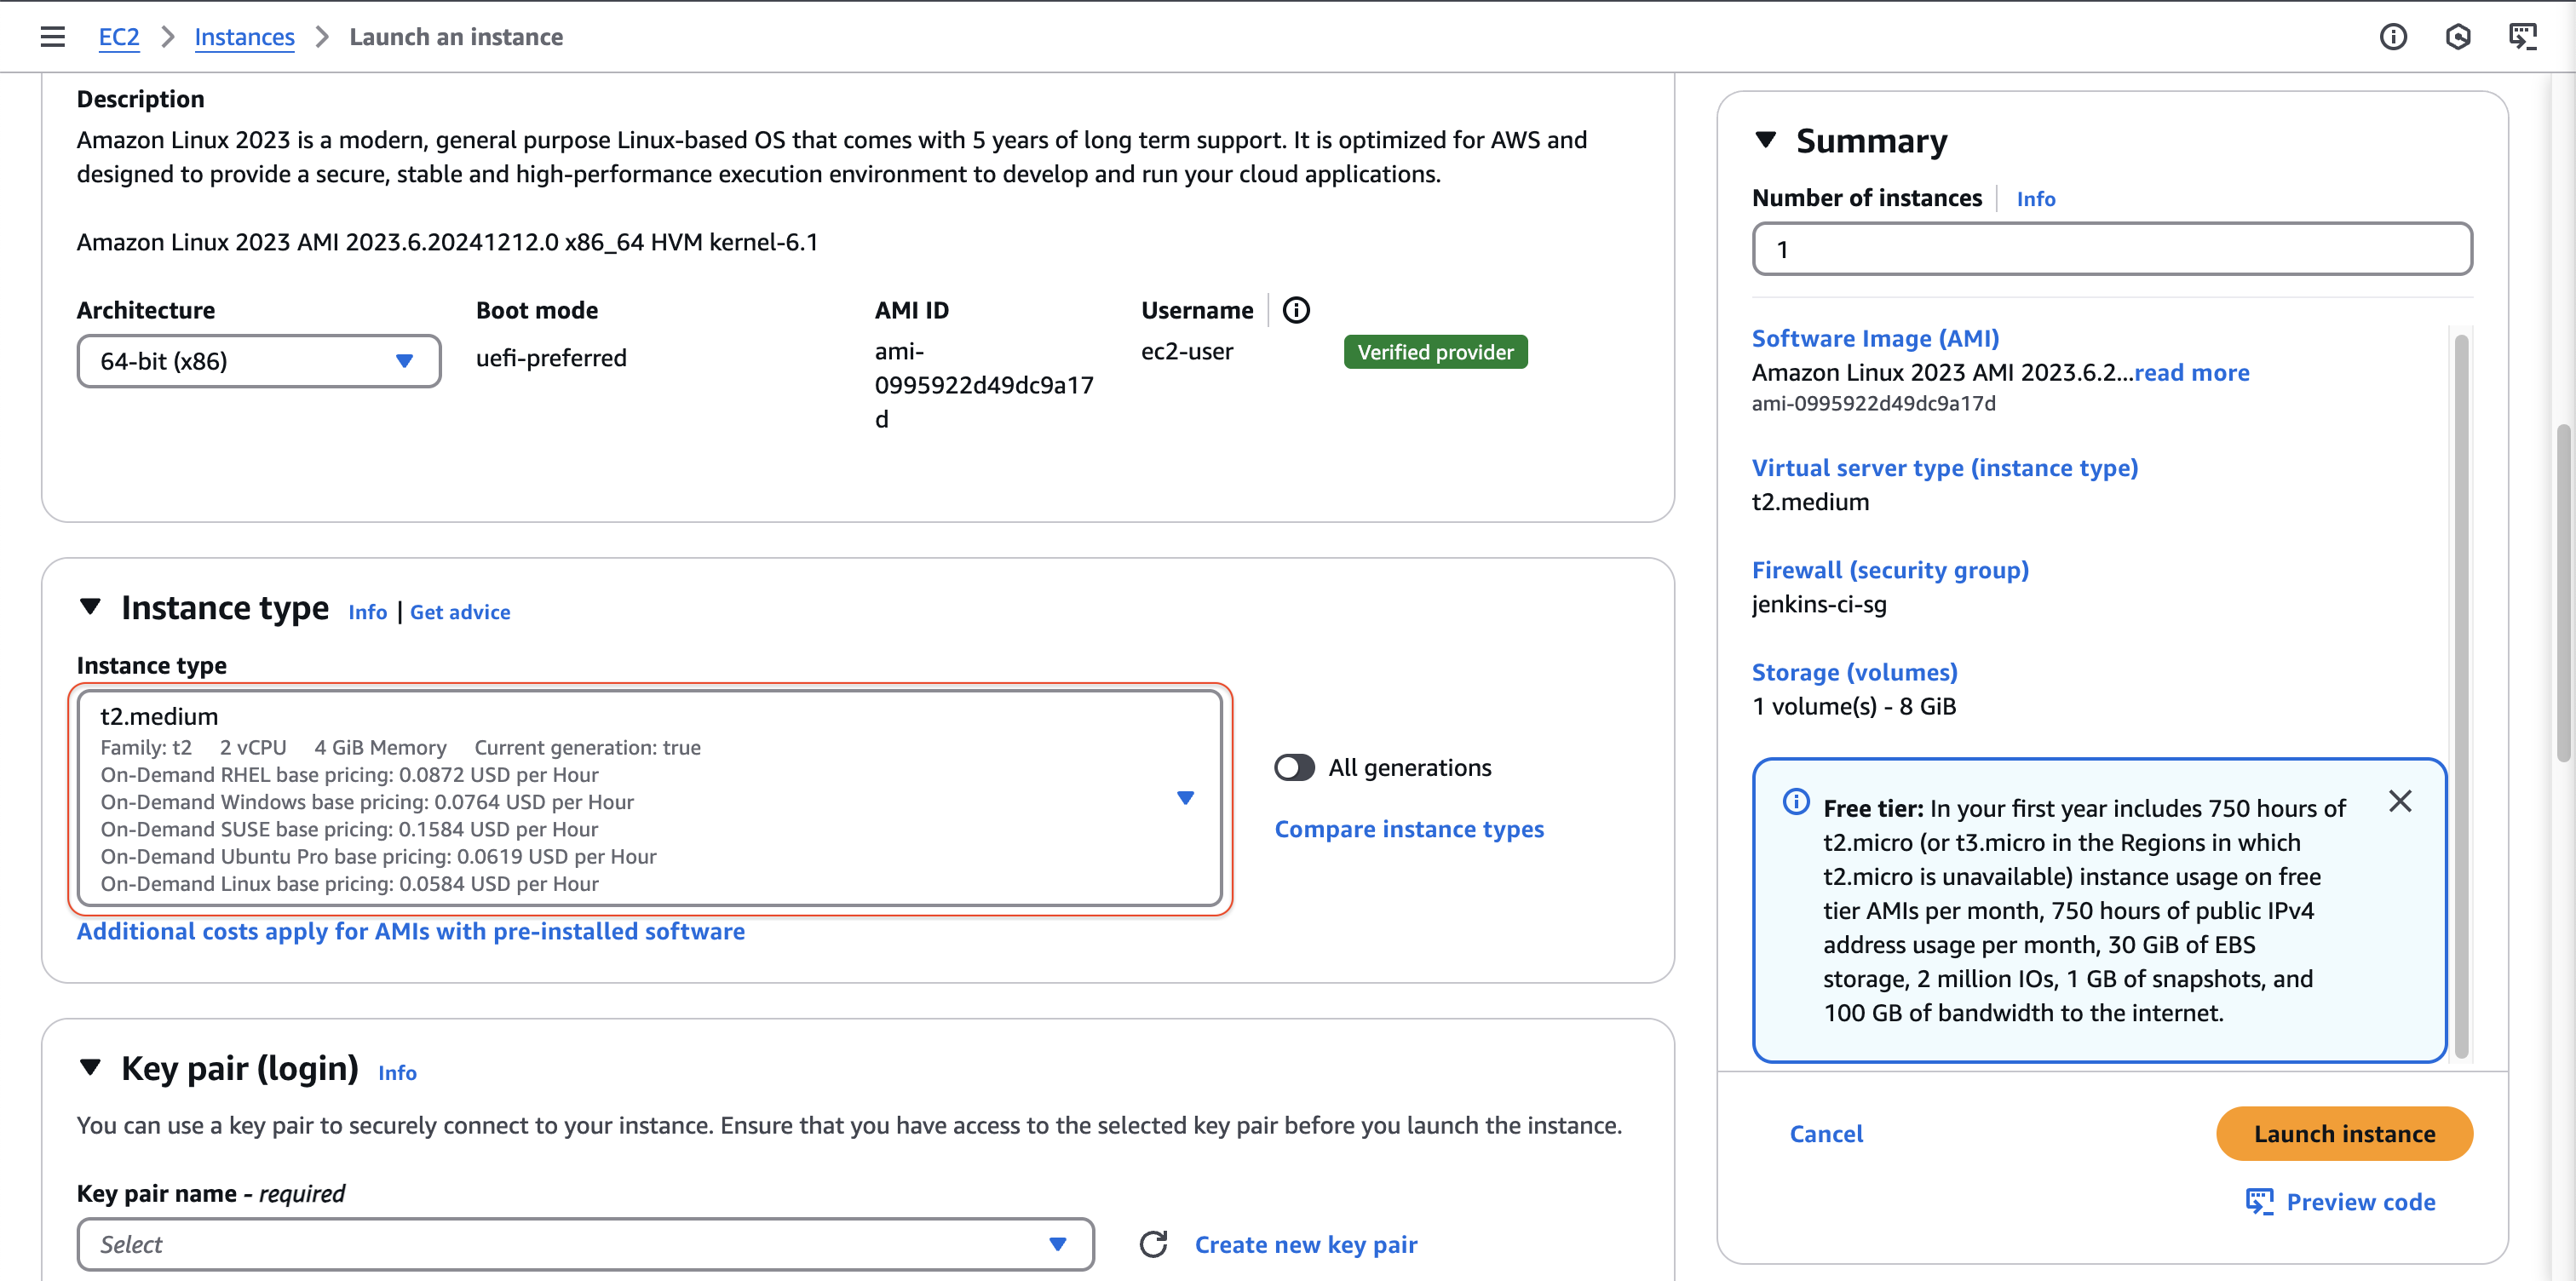 EC2 > Instances > Launch an instance
Description
Amazon Linux 2023 is a modern, general purpose Linux-based OS that comes with 5 years of long term support. It is optimized for AWS and
designed to provide a secure, stable and high-performance execution environment to develop and run your cloud applications.
Amazon Linux 2023 AMI 2023.6.20241212.0 x86_64 HVM kernel-6.1
Architecture
64-bit (x86)
Boot mode
uefi-preferred
AMI ID
ami-
0995922d49dc9a17
d
Username
ec2-user
Verified provider
Instance type Info | Get advice
Instance type
t2.medium
Family: t2 2 vCPU 4 GiB Memory Current generation: true
On-Demand RHEL base pricing: 0.0872 USD per Hour
On-Demand Windows base pricing: 0.0764 USD per Hour
On-Demand SUSE base pricing: 0.1584 USD per Hour
On-Demand Ubuntu Pro base pricing: 0.0619 USD per Hour
On-Demand Linux base pricing: 0.0584 USD per Hour
All generations
Compare instance types
Additional costs apply for AMIs with pre-installed software
Key pair (login) Info
You can use a key pair to securely connect to your instance. Ensure that you have access to the selected key pair before you launch the instance.
Key pair name - required
Select
Create new key pair
Summary
Number of instances Info
1
Software Image (AMI)
Amazon Linux 2023 AMI 2023.6.2...read more
ami-0995922d49dc9a17d
Virtual server type (instance type)
t2.medium
Firewall (security group)
jenkins-ci-sg
Storage (volumes)
1 volume(s) - 8 GiB
Free tier: In your first year includes 750 hours of
t2.micro (or t3.micro in the Regions in which
t2.micro is unavailable) instance usage on free
tier AMIs per month, 750 hours of public IPv4
address usage per month, 30 GiB of EBS
storage, 2 million IOs, 1 GB of snapshots, and
100 GB of bandwidth to the internet.
Cancel
Launch instance
Preview code